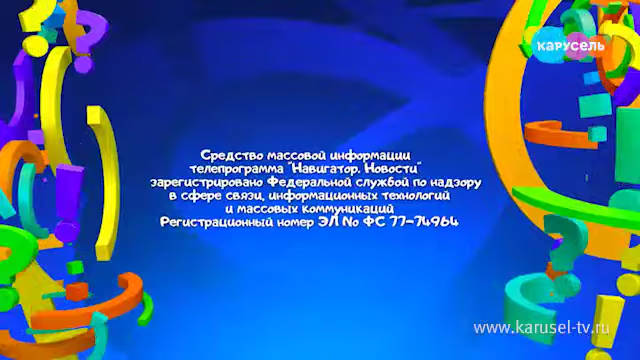 КАРУСЕЛЬ
Средство массовой информации
телепрограмма "Навигатор. Новости"
зарегистрировано Федеральной службой по надзору
в сфере связи, информационных технологий
и массовых коммуникаций
Регистрационный номер ЭЛ No ФС 77-74964
www.karusel-tv.ru